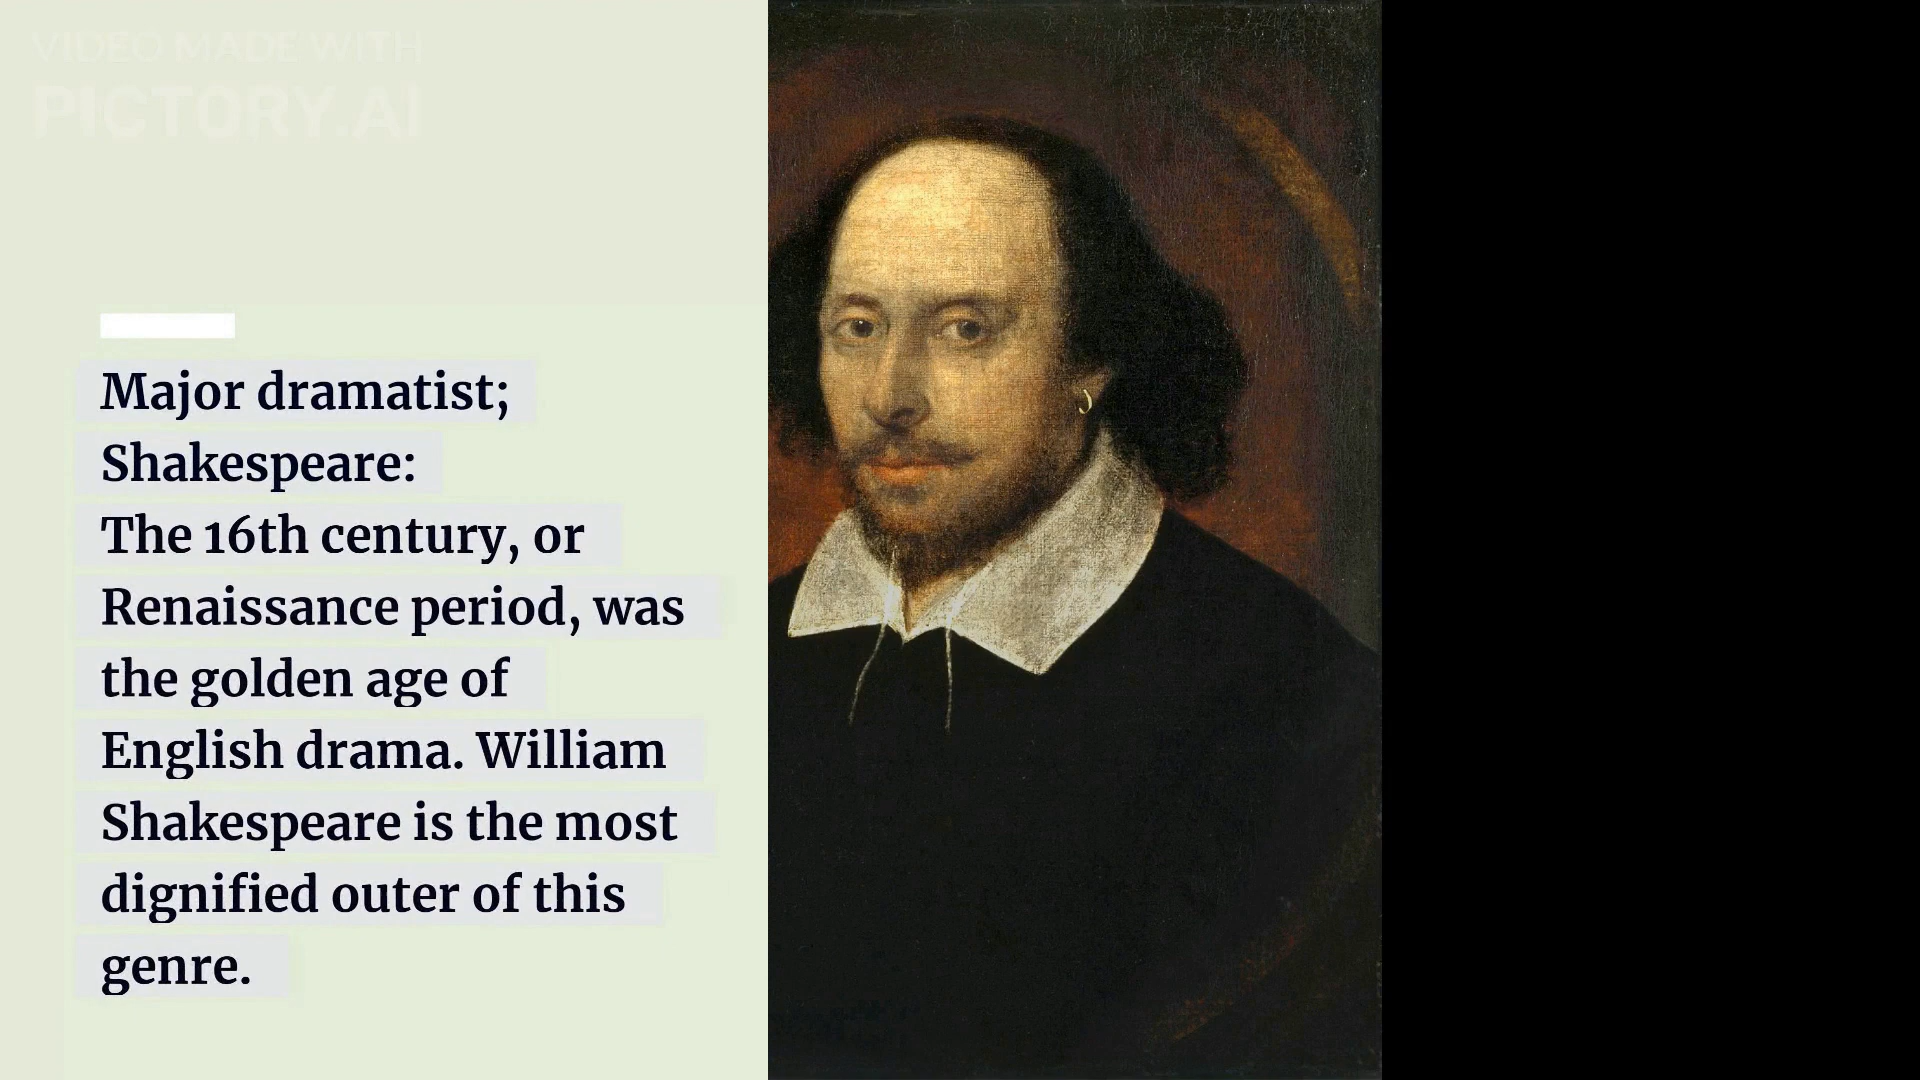 VIDEO MADE WITH
PICTORY.AI
Major dramatist;
Shakespeare:
The 16th century, or
Renaissance period, was
the golden age of
English drama. William
Shakespeare is the most
dignified outer of this
genre.